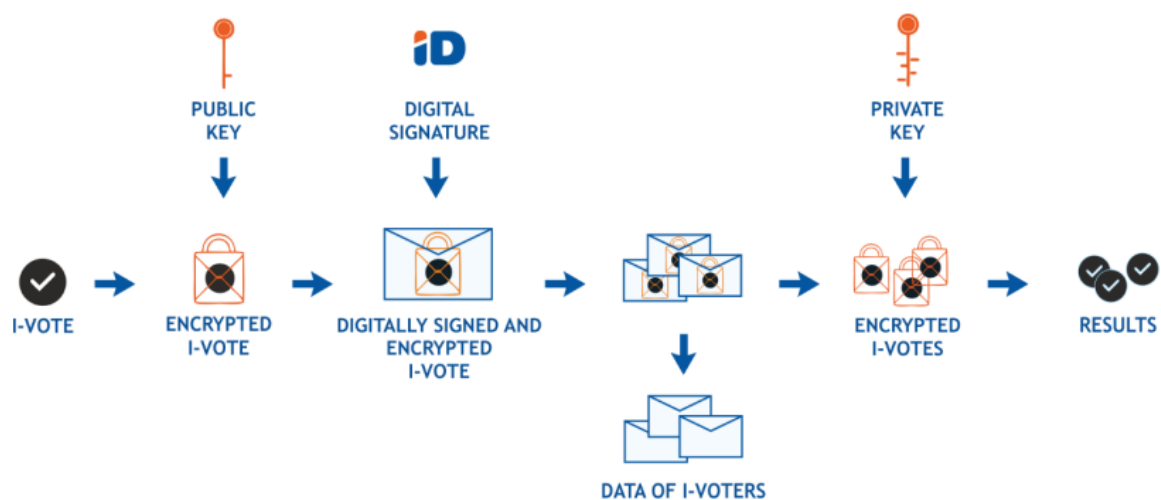 iD
PUBLIC
KEY
DIGITAL
SIGNATURE
PRIVATE
KEY
I-VOTE
ENCRYPTED
I-VOTE
DIGITALLY SIGNED AND
ENCRYPTED
I-VOTE
ENCRYPTED
I-VOTES
RESULTS
DATA OF I-VOTERS